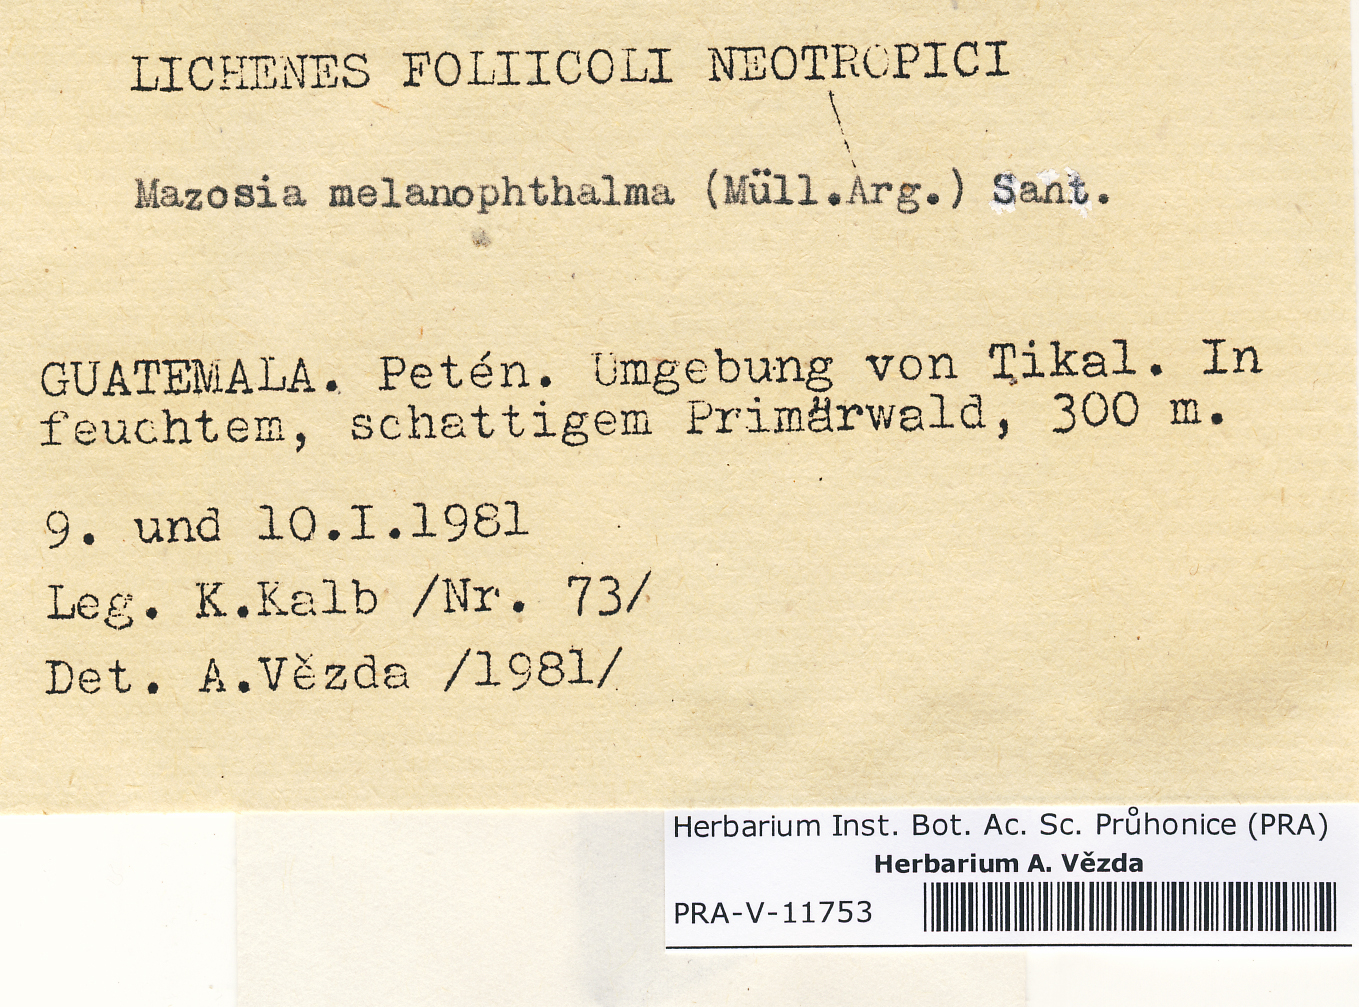 LICHENES FOLIICOLI NEOTROPICI
Mazosia melanophthalma (Müll.Arg.) Sant.
GUATEMALA. Petén. Umgebung von Tikal. In
feuchtem, schattigem Primärwald, 300 m.
9. und 10.I.1981
Leg. K.Kalb /Nr. 73/
Det. A.Vězda /1981/
Herbarium Inst. Bot. Ac. Sc. Průhonice (PRA)
Herbarium A. Vězda
PRA-V-11753